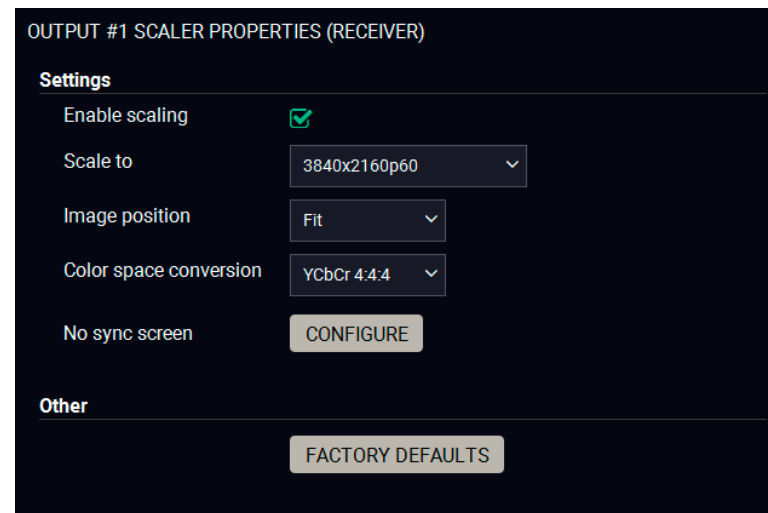 OUTPUT #1 SCALER PROPERTIES (RECEIVER)
Settings
Enable scaling
Scale to 3840x2160p60
Image position Fit
Color space conversion YCbCr 4:4:4
No sync screen CONFIGURE
Other
FACTORY DEFAULTS